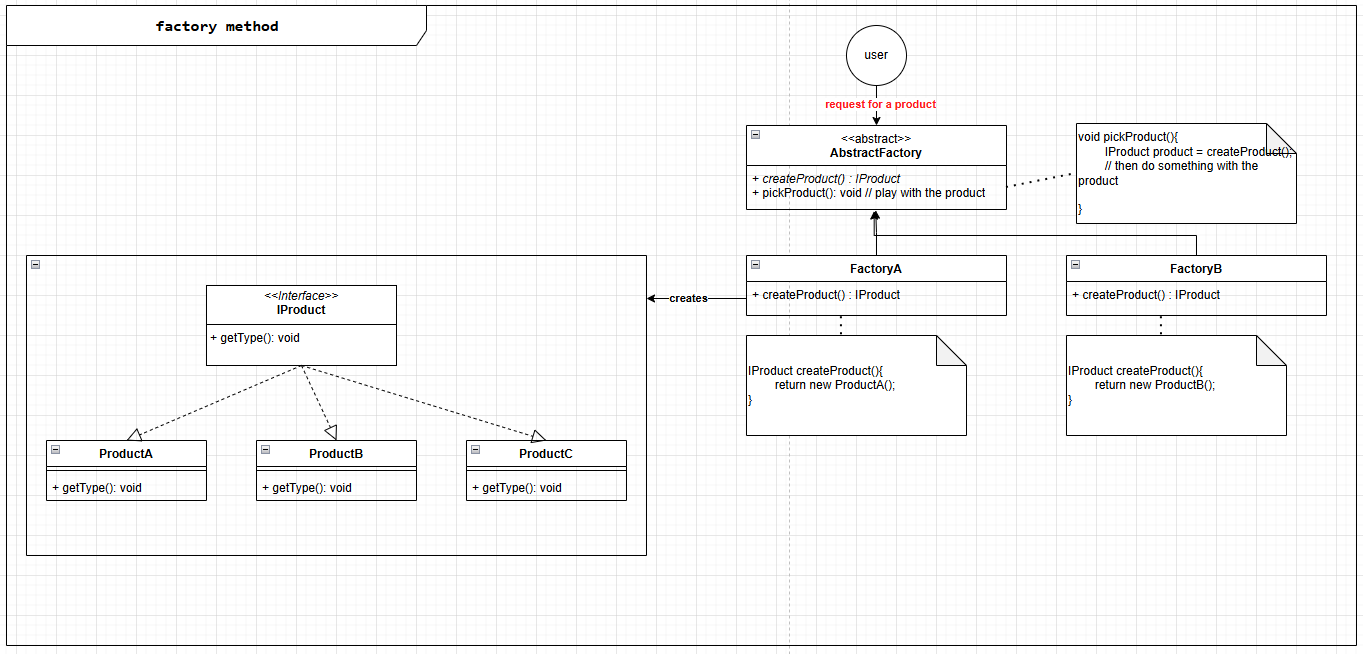 factory method
user
request for a product
<<abstract>>
AbstractFactory
+ createProduct() : IProduct
+ pickProduct(): void // play with the product
void pickProduct(){
IProduct product = createProduct();
// then do something with the
product
}
<<Interface>>
IProduct
+ getType(): void
creates
FactoryA
+ createProduct() : IProduct
FactoryB
+ createProduct() : IProduct
IProduct createProduct(){
return new ProductA();
}
IProduct createProduct(){
return new ProductB();
}
ProductA
+ getType(): void
ProductB
+ getType(): void
ProductC
+ getType(): void